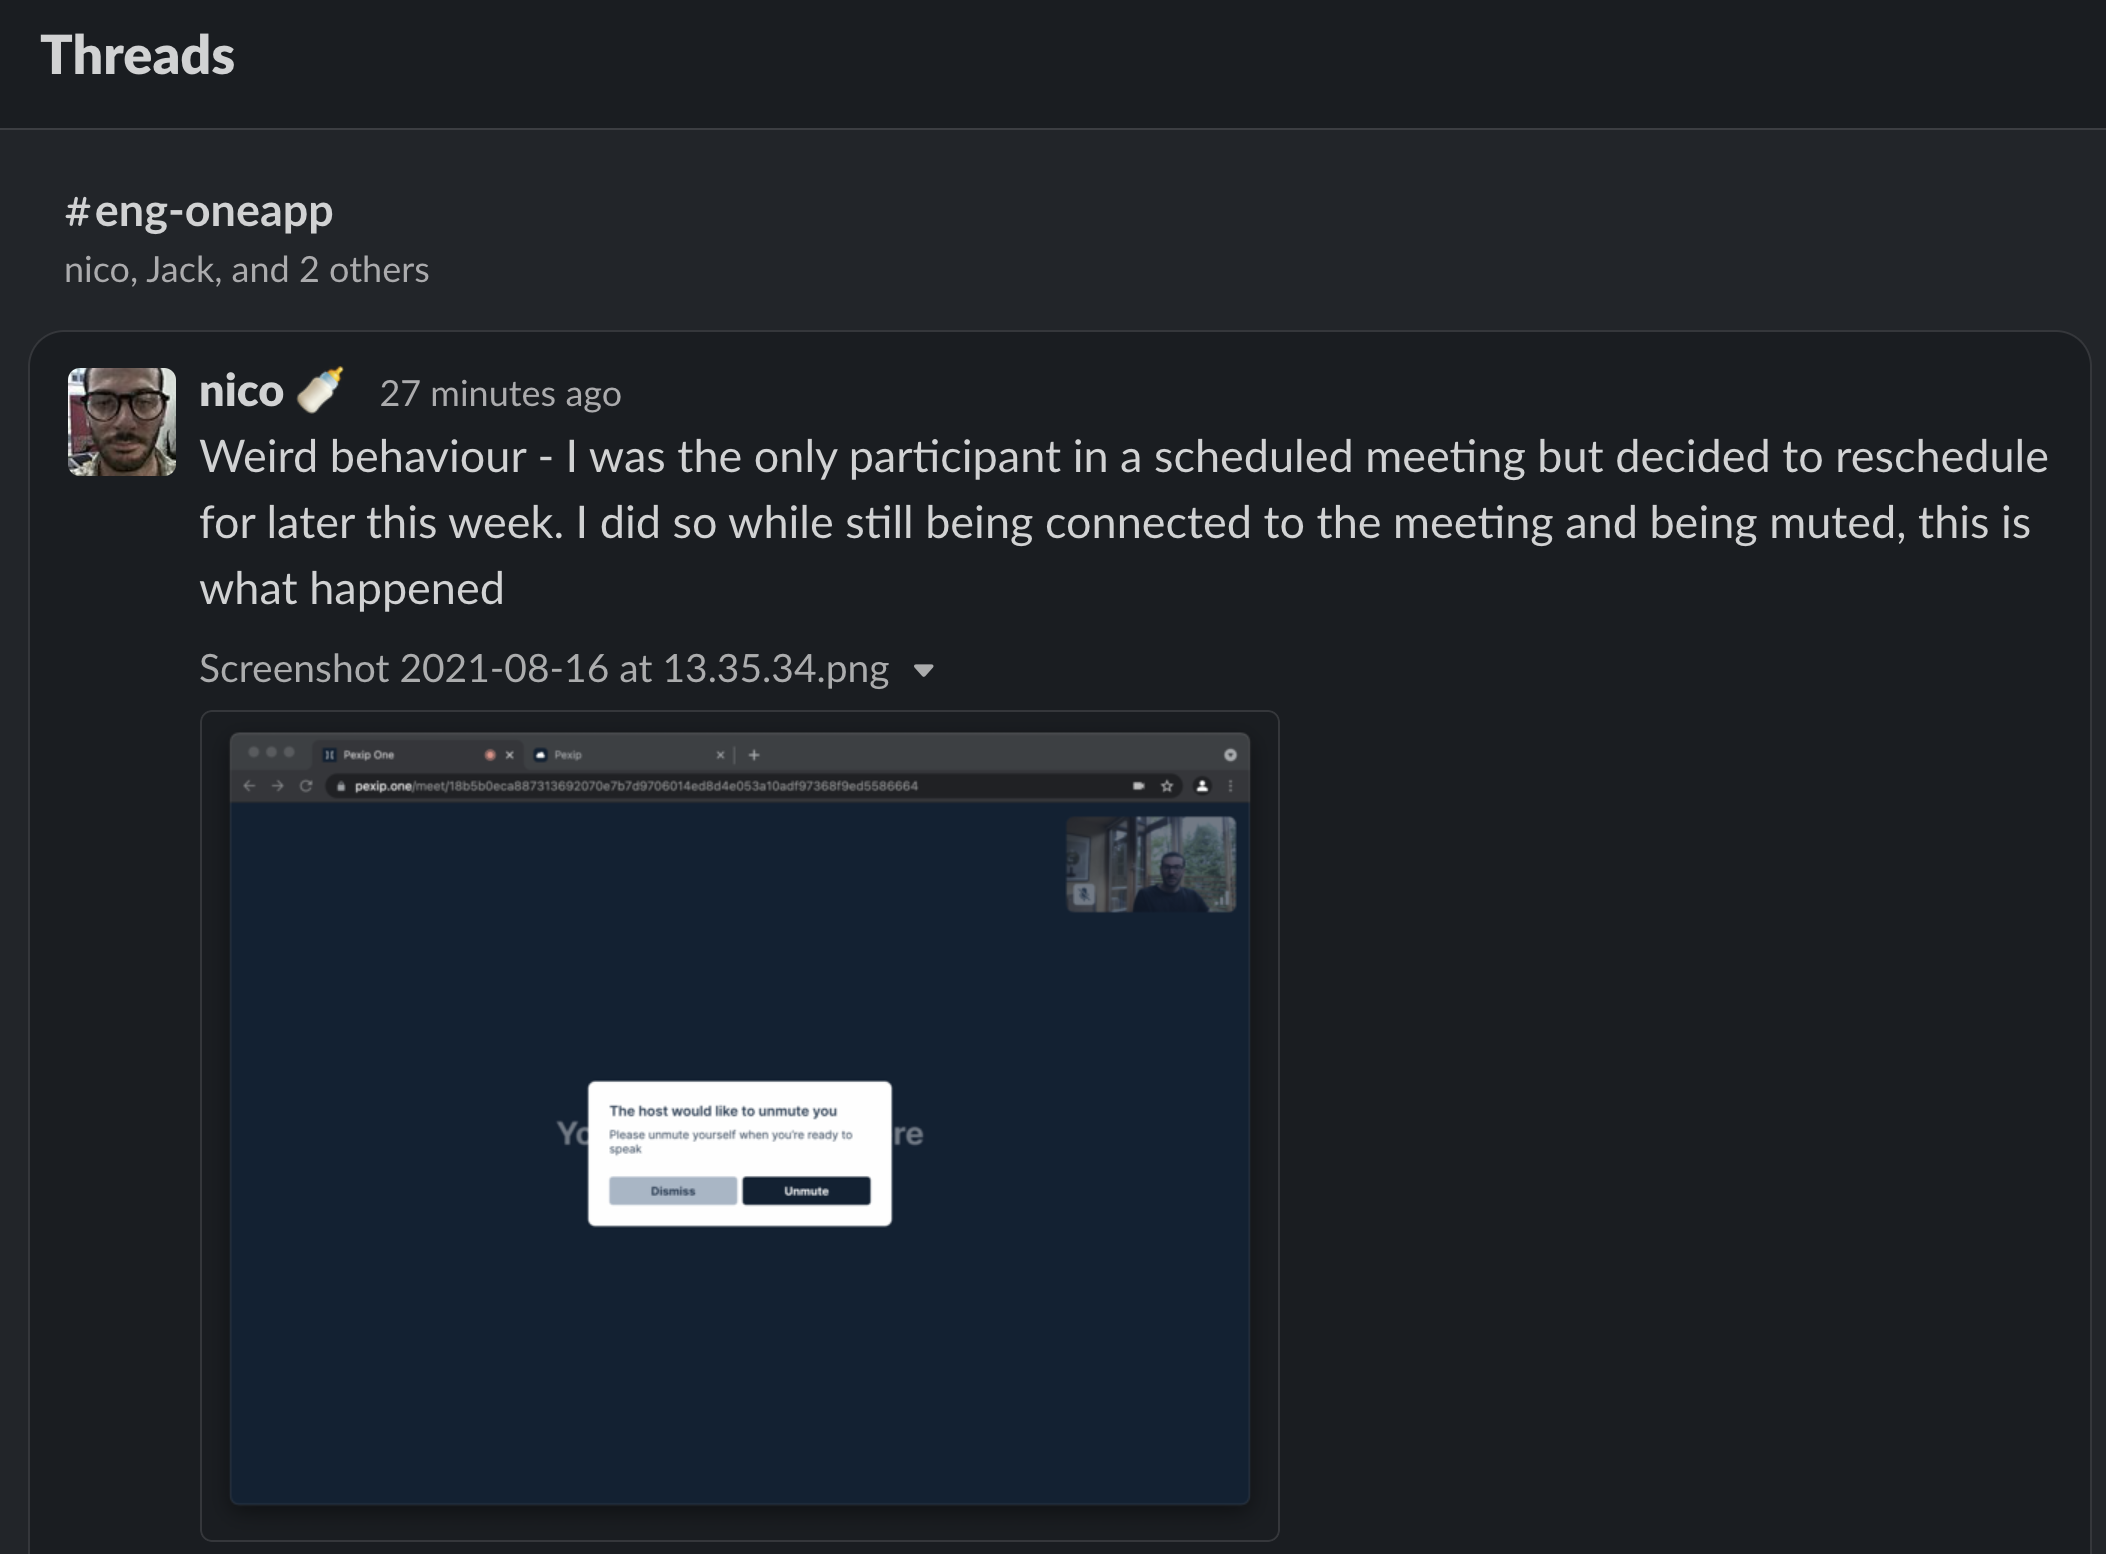 Threads
#eng-oneapp
nico, Jack, and 2 others
nico 27 minutes ago
Weird behaviour - I was the only participant in a scheduled meeting but decided to reschedule
for later this week. I did so while still being connected to the meeting and being muted, this is
what happened
Screenshot 2021-08-16 at 13.35.34.png
Pexip One
Pexip
pexip.one/meet/18b5b0eca887313692070e7b7d9706014ed8d4e053a10adf97368f9ed5586664
The host would like to unmute you
Yo re
Please unmute yourself when you're ready to
speak
Dismiss Unmute